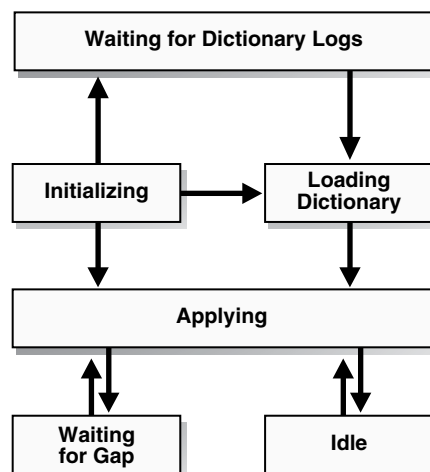 Waiting for Dictionary Logs
Initializing
Loading
Dictionary
Applying
Waiting
for Gap
Idle